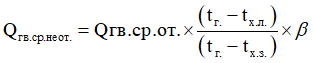 Qгв.ср.неот. = Qгв.ср.от. × (tг. − tх.л.) / (tг. − tх.з.) × β